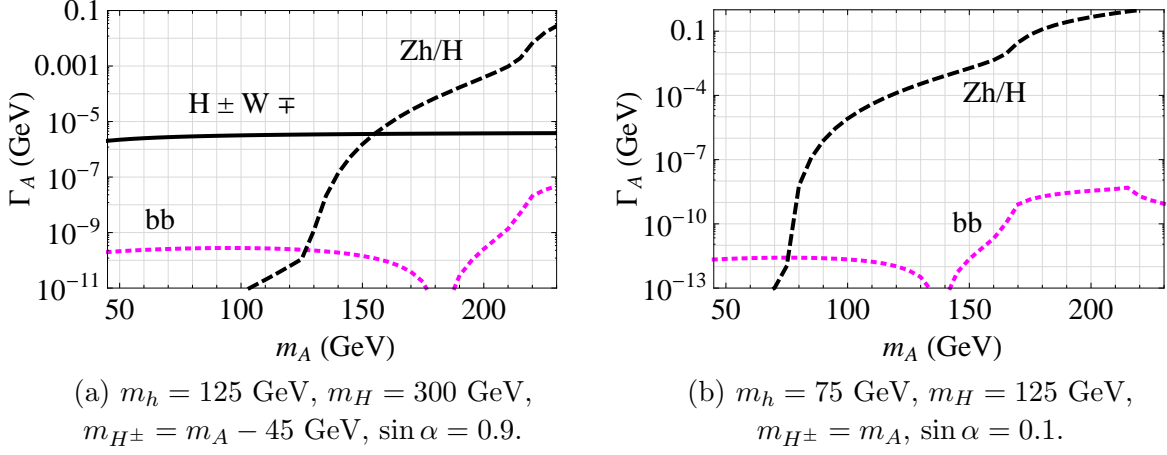 0.1
0.001
10^-5
10^-7
10^-9
10^-11
Γ_A (GeV)
Zh/H
H ± W ∓
bb
50 100 150 200
m_A (GeV)
(a) m_h = 125 GeV, m_H = 300 GeV,
m_H± = m_A − 45 GeV, sin α = 0.9.
0.1
10^-4
10^-7
10^-10
10^-13
Γ_A (GeV)
Zh/H
bb
50 100 150 200
m_A (GeV)
(b) m_h = 75 GeV, m_H = 125 GeV,
m_H± = m_A, sin α = 0.1.